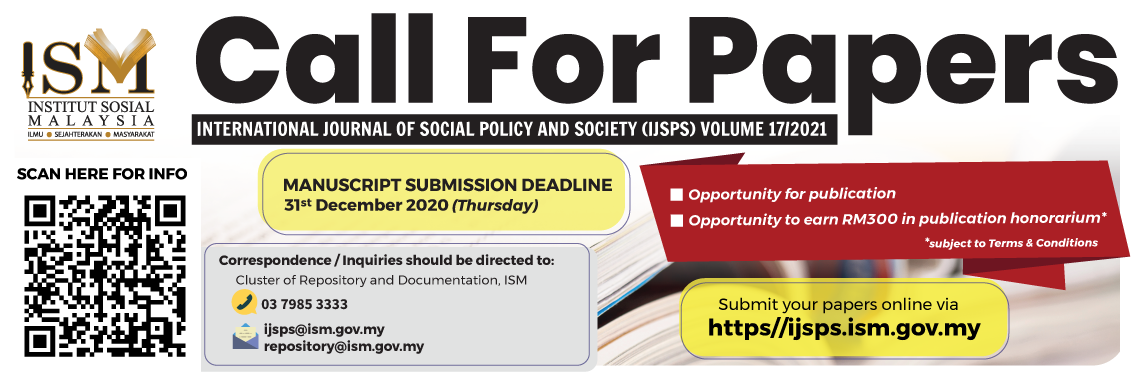 ISM
INSTITUT SOSIAL
MALAYSIA
ILMU ● SEJAHTERAKAN ● MASYARAKAT
Call For Papers
INTERNATIONAL JOURNAL OF SOCIAL POLICY AND SOCIETY (IJSPS) VOLUME 17/2021
SCAN HERE FOR INFO
MANUSCRIPT SUBMISSION DEADLINE
31st December 2020 (Thursday)
Opportunity for publication
Opportunity to earn RM300 in publication honorarium*
*subject to Terms & Conditions
Correspondence / Inquiries should be directed to:
Cluster of Repository and Documentation, ISM
03 7985 3333
ijsps@ism.gov.my
repository@ism.gov.my
Submit your papers online via
https//ijsps.ism.gov.my